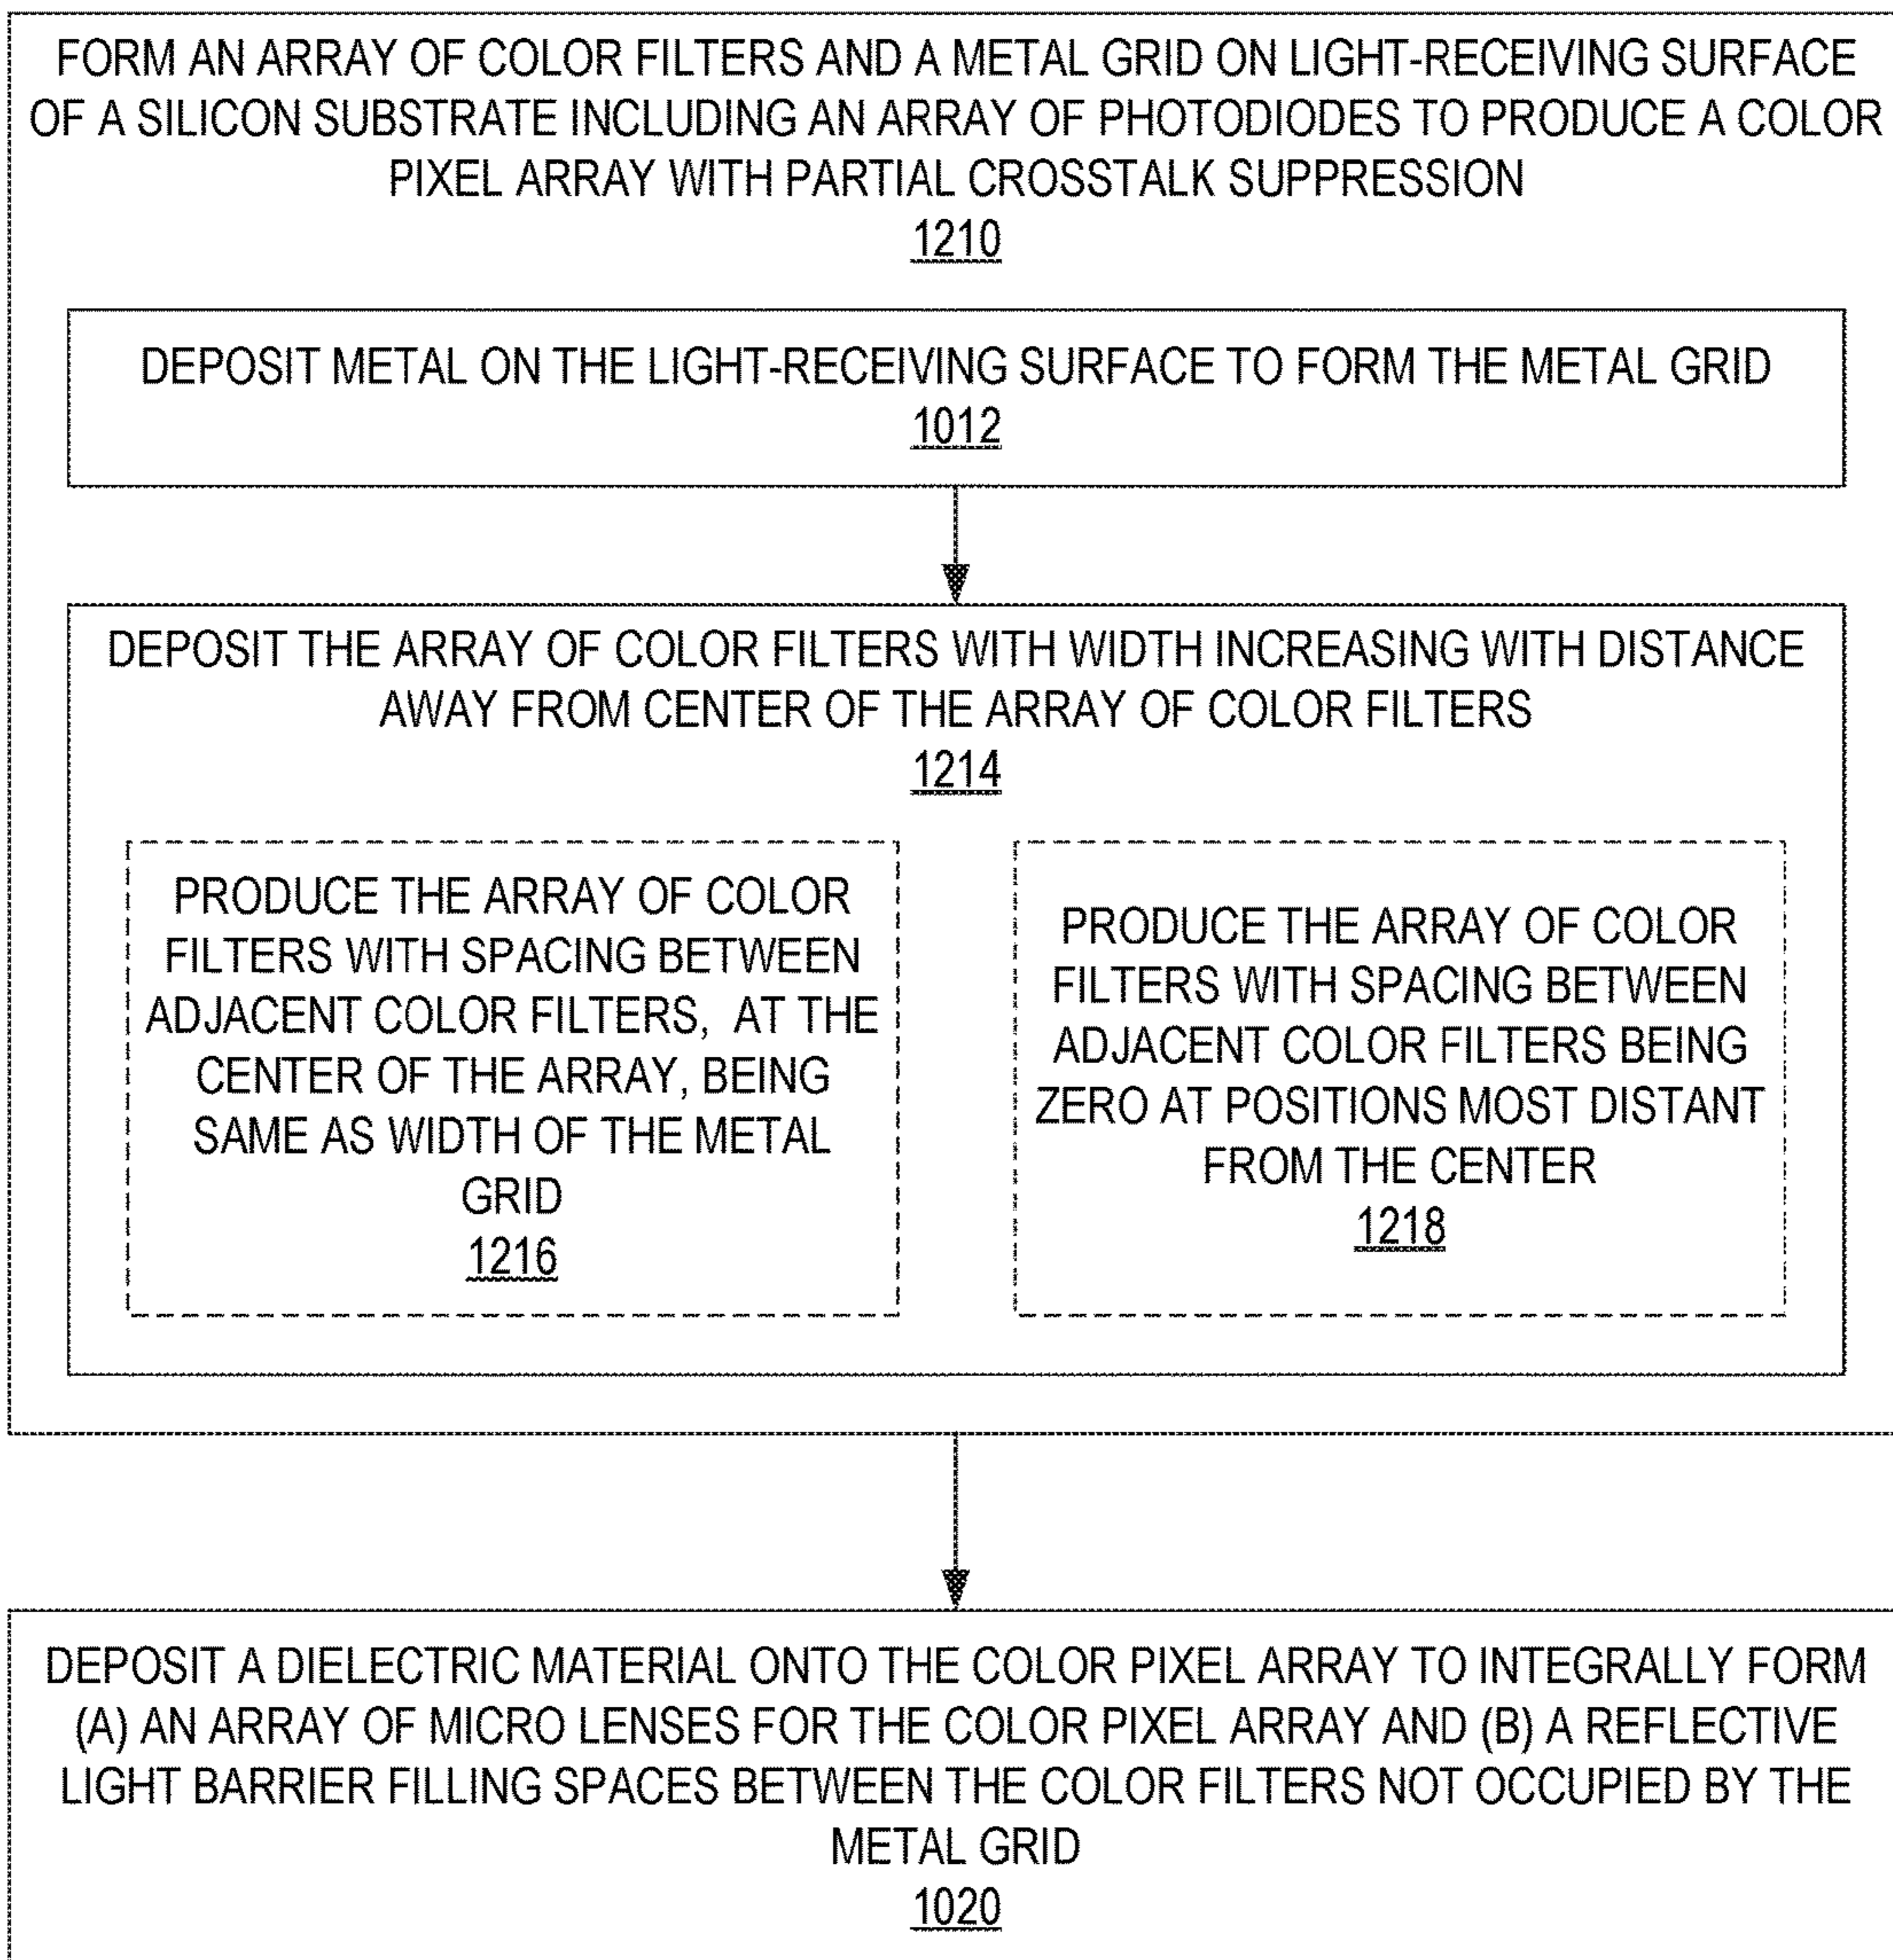 FORM AN ARRAY OF COLOR FILTERS AND A METAL GRID ON LIGHT-RECEIVING SURFACE
OF A SILICON SUBSTRATE INCLUDING AN ARRAY OF PHOTODIODES TO PRODUCE A COLOR
PIXEL ARRAY WITH PARTIAL CROSSTALK SUPPRESSION
1210
DEPOSIT METAL ON THE LIGHT-RECEIVING SURFACE TO FORM THE METAL GRID
1012
DEPOSIT THE ARRAY OF COLOR FILTERS WITH WIDTH INCREASING WITH DISTANCE
AWAY FROM CENTER OF THE ARRAY OF COLOR FILTERS
1214
PRODUCE THE ARRAY OF COLOR
FILTERS WITH SPACING BETWEEN
ADJACENT COLOR FILTERS, AT THE
CENTER OF THE ARRAY, BEING
SAME AS WIDTH OF THE METAL
GRID
1216
PRODUCE THE ARRAY OF COLOR
FILTERS WITH SPACING BETWEEN
ADJACENT COLOR FILTERS BEING
ZERO AT POSITIONS MOST DISTANT
FROM THE CENTER
1218
DEPOSIT A DIELECTRIC MATERIAL ONTO THE COLOR PIXEL ARRAY TO INTEGRALLY FORM
(A) AN ARRAY OF MICRO LENSES FOR THE COLOR PIXEL ARRAY AND (B) A REFLECTIVE
LIGHT BARRIER FILLING SPACES BETWEEN THE COLOR FILTERS NOT OCCUPIED BY THE
METAL GRID
1020